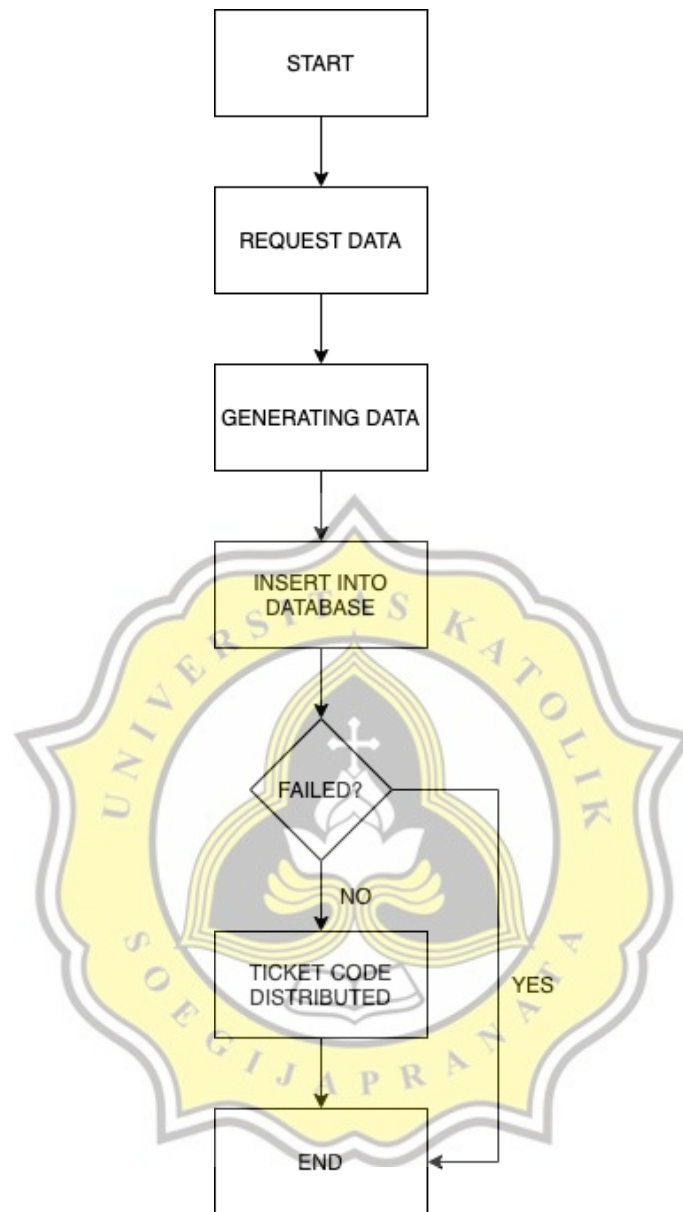 START
REQUEST DATA
GENERATING DATA
INSERT INTO
DATABASE
FAILED?
NO
TICKET CODE
DISTRIBUTED
YES
END
UNIVERSITAS KATOLIK
SOEGIJAPRANATA